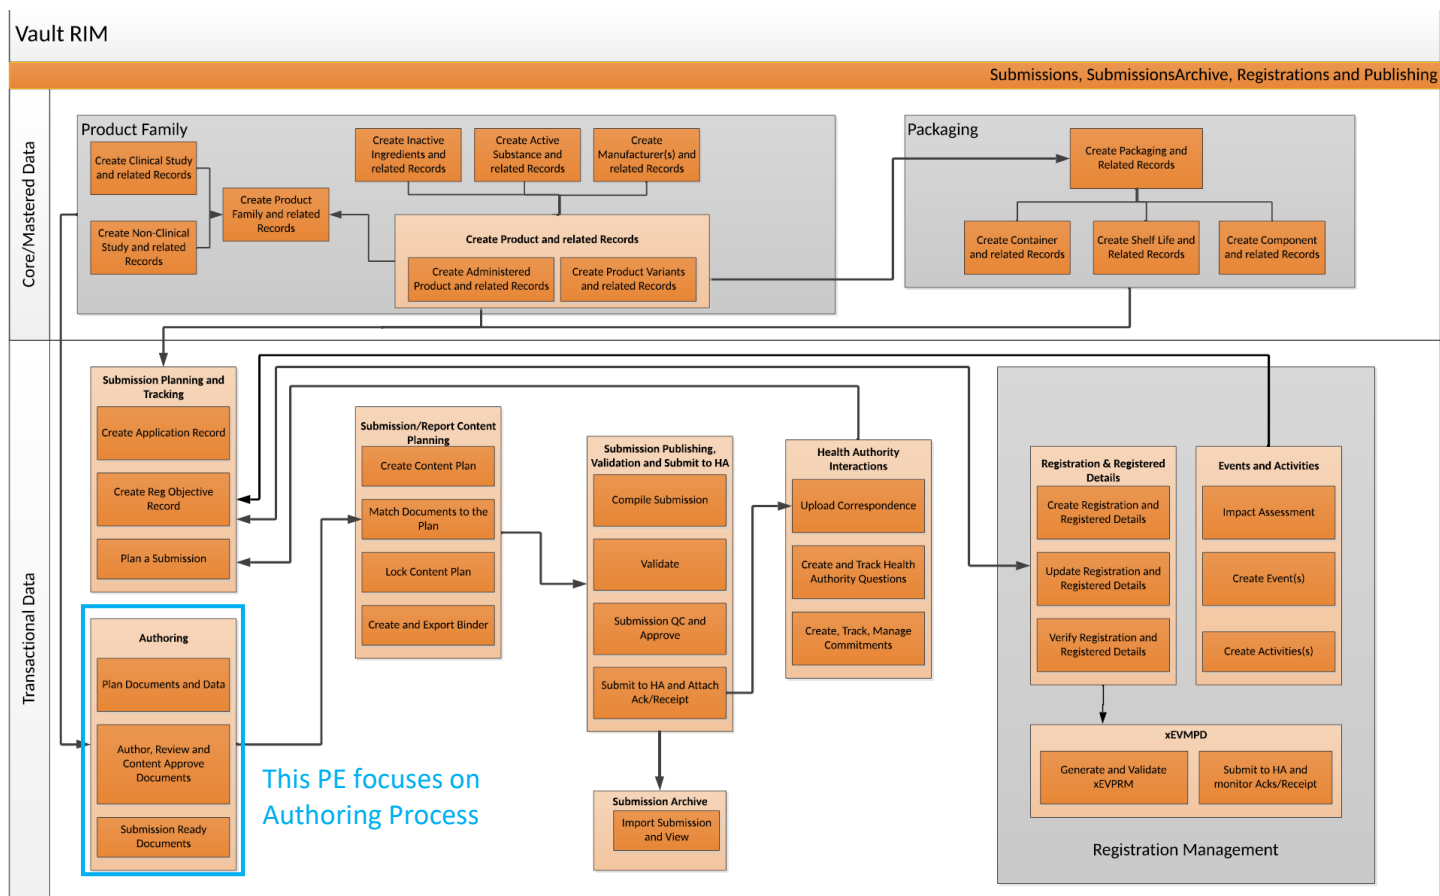 Vault RIM
Submissions, SubmissionsArchive, Registrations and Publishing
Core/Mastered Data
Product Family
Create Clinical Study
and related Records
Create Non-Clinical
Study and related
Records
Create Product
Family and related
Records
Create Inactive
Ingredients and
related Records
Create Active
Substance and
related Records
Create
Manufacturer(s) and
related Records
Create Product and related Records
Create Administered
Product and related Records
Create Product Variants
and related Records
Packaging
Create Packaging and
Related Records
Create Container
and related Records
Create Shelf Life and
Related Records
Create Component
and related Records
Transactional Data
Submission Planning and
Tracking
Create Application Record
Create Reg Objective
Record
Plan a Submission
Authoring
Plan Documents and Data
Author, Review and
Content Approve
Documents
Submission Ready
Documents
This PE focuses on
Authoring Process
Submission/Report Content
Planning
Create Content Plan
Match Documents to the
Plan
Lock Content Plan
Create and Export Binder
Submission Publishing,
Validation and Submit to HA
Compile Submission
Validate
Submission QC and
Approve
Submit to HA and Attach
Ack/Receipt
Submission Archive
Import Submission
and View
Health Authority
Interactions
Upload Correspondence
Create and Track Health
Authority Questions
Create, Track, Manage
Commitments
Registration & Registered
Details
Create Registration and
Registered Details
Update Registration and
Registered Details
Verify Registration and
Registered Details
Events and Activities
Impact Assessment
Create Event(s)
Create Activities(s)
xEVMPD
Generate and Validate
xEVPRM
Submit to HA and
monitor Acks/Receipt
Registration Management